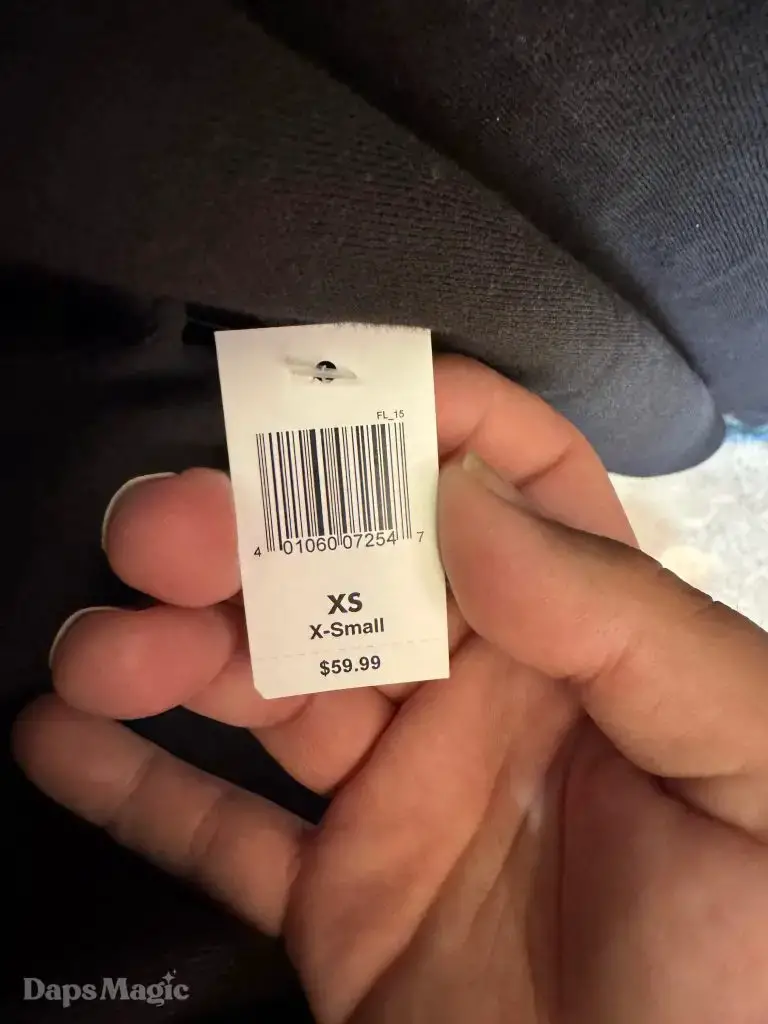 FL_15
4 01060 07254 7
XS
X-Small
$59.99
Daps Magic